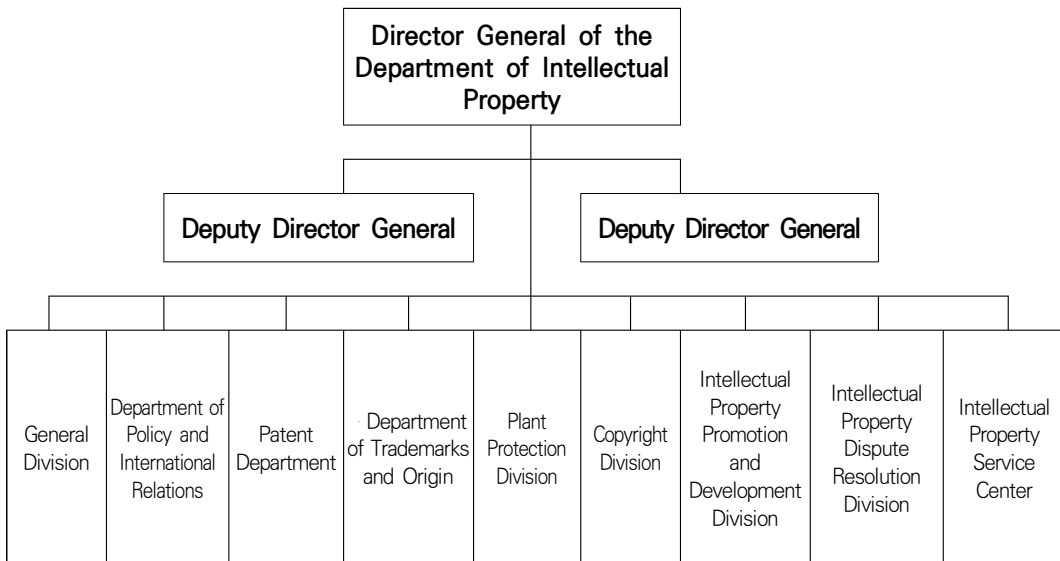 Director General of the
Department of Intellectual
Property
Deputy Director General
Deputy Director General
General
Division
Department of
Policy and
International
Relations
Patent
Department
· Department
of Trademarks
and Origin
Plant
Protection
Division
Copyright
Division
Intellectual
Property
Promotion
and
Development
Division
Intellectual
Property
Dispute
Resolution
Division
Intellectual
Property
Service
Center